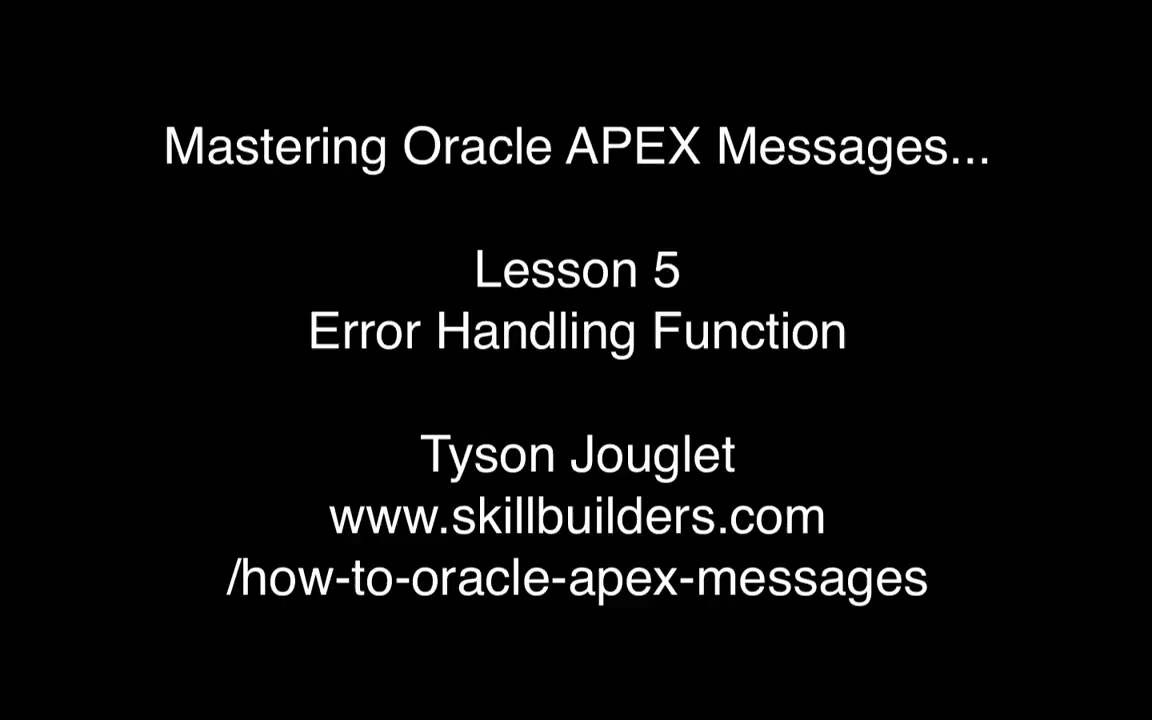 Mastering Oracle APEX Messages...
Lesson 5
Error Handling Function
Tyson Jouglet
www.skillbuilders.com
/how-to-oracle-apex-messages